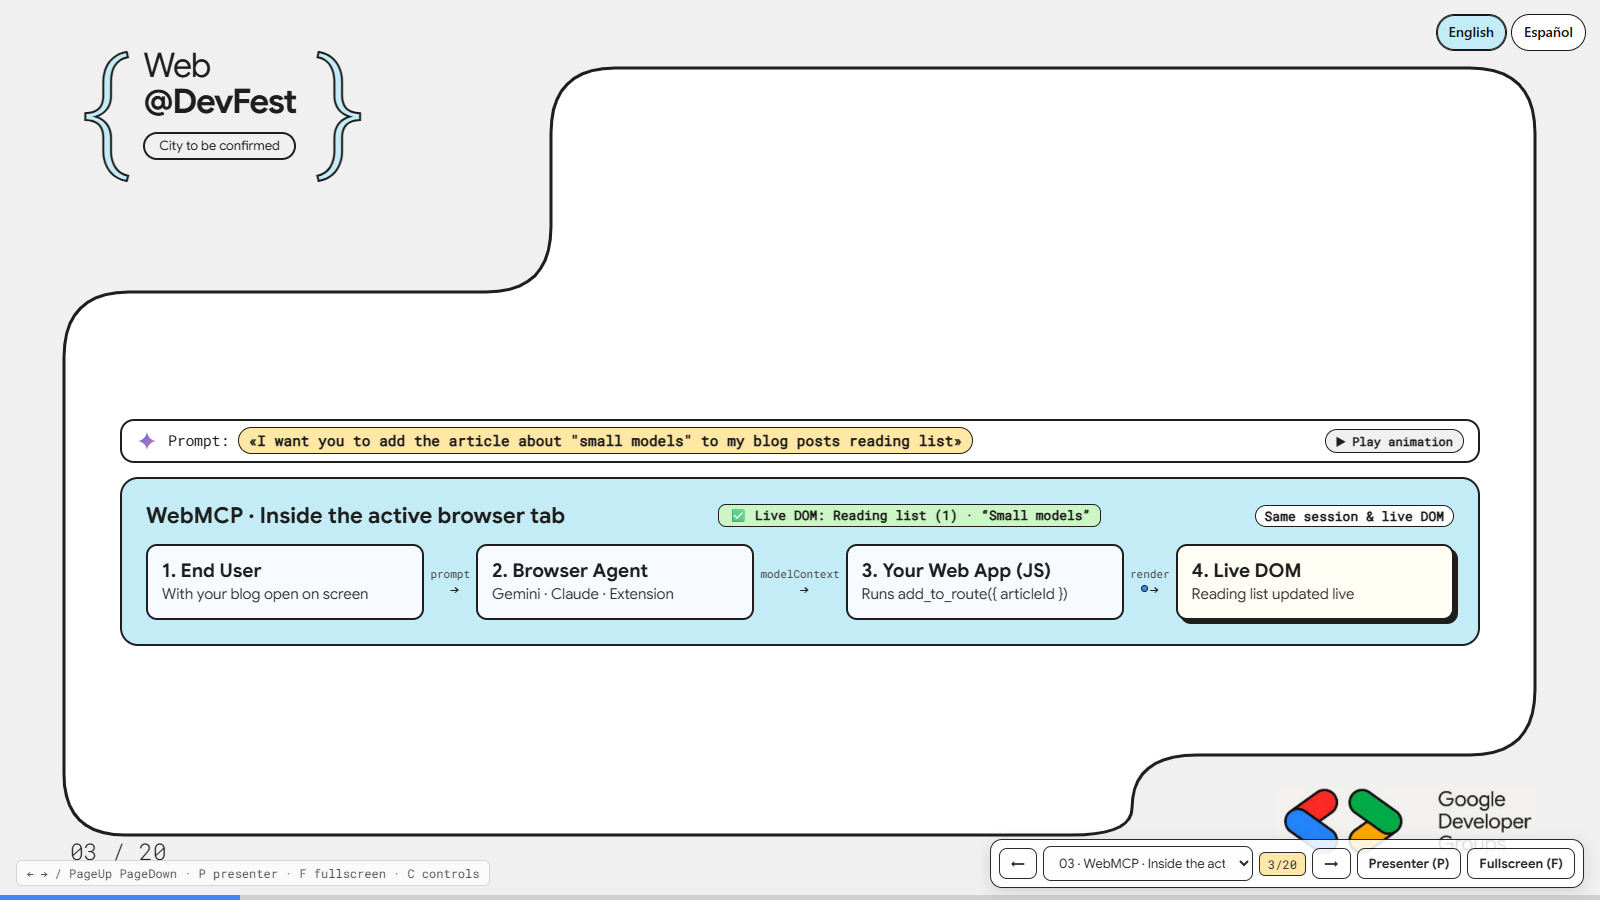 English
Español
Web
@DevFest
City to be confirmed
Prompt: «I want you to add the article about "small models" to my blog posts reading list»
▶ Play animation
WebMCP · Inside the active browser tab
✅ Live DOM: Reading list (1) · “Small models”
Same session & live DOM
1. End User
With your blog open on screen
prompt
→
2. Browser Agent
Gemini · Claude · Extension
modelContext
→
3. Your Web App (JS)
Runs add_to_route({ articleId })
render
→
4. Live DOM
Reading list updated live
Google
Developer
Groups
03 / 20
← → / PageUp PageDown · P presenter · F fullscreen · C controls
←
03 · WebMCP · Inside the act
3/20
→
Presenter (P)
Fullscreen (F)